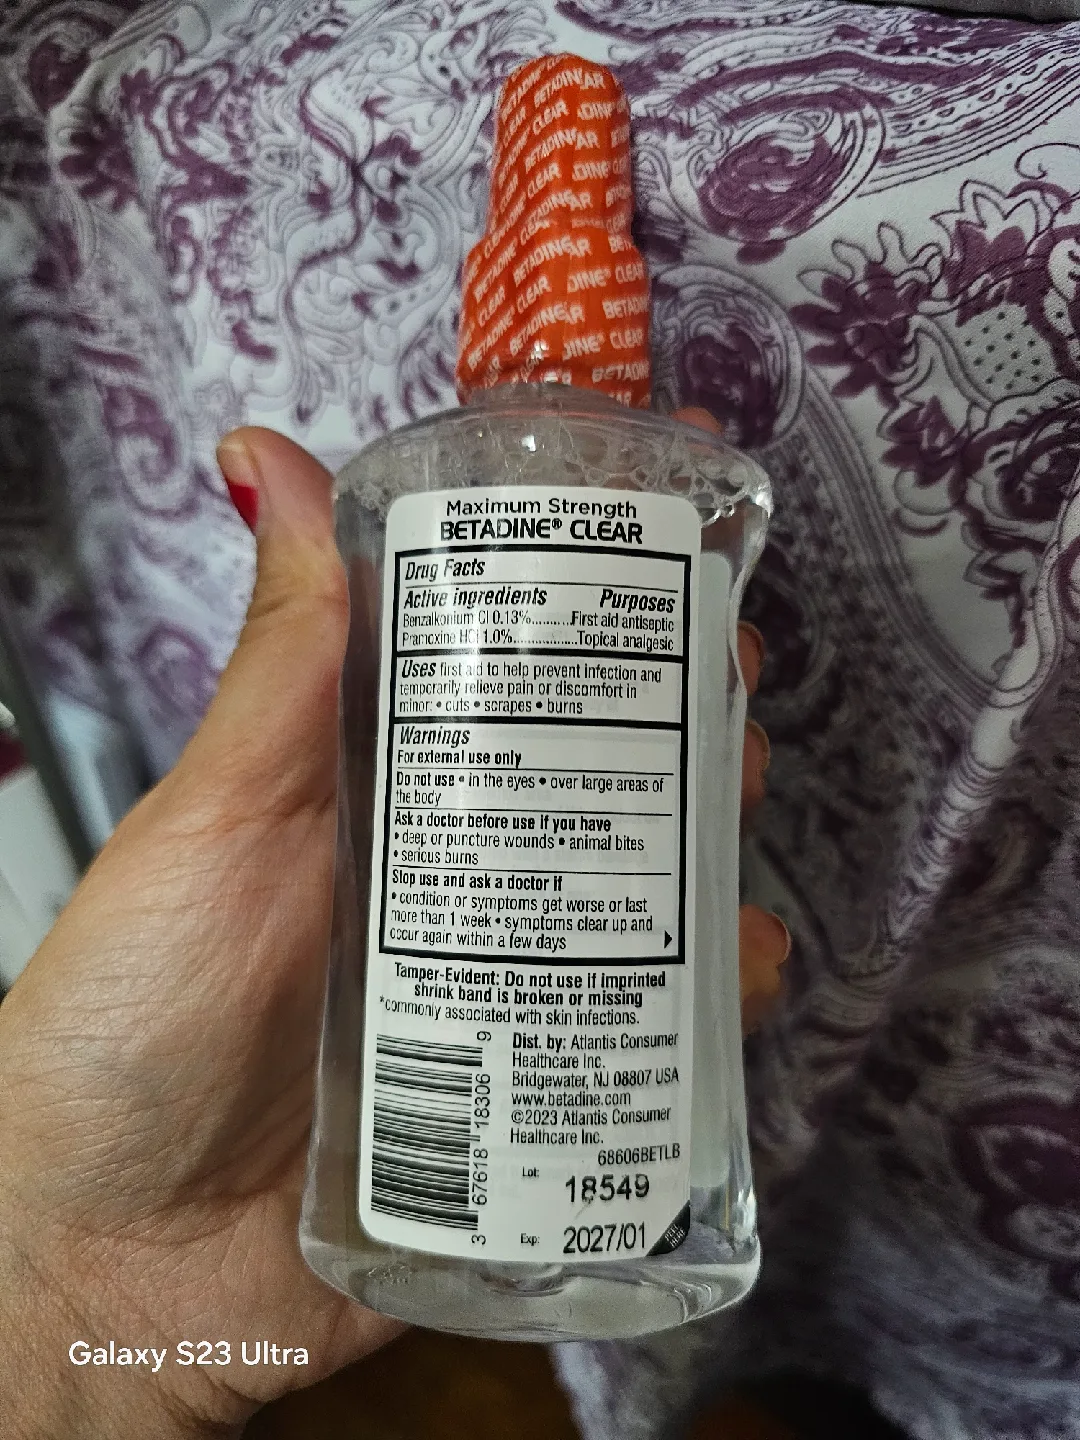 BETADINE® CLEAR
Maximum Strength
BETADINE® CLEAR
Drug Facts
Active ingredients Purposes
Benzalkonium Cl 0.13%..........First aid antiseptic
Pramoxine HCl 1.0%................Topical analgesic
Uses first aid to help prevent infection and
temporarily relieve pain or discomfort in
minor: • cuts • scrapes • burns
Warnings
For external use only
Do not use • in the eyes • over large areas of
the body
Ask a doctor before use if you have
• deep or puncture wounds • animal bites
• serious burns
Stop use and ask a doctor if
• condition or symptoms get worse or last
more than 1 week • symptoms clear up and
occur again within a few days
Tamper-Evident: Do not use if imprinted
shrink band is broken or missing
*commonly associated with skin infections.
Dist. by: Atlantis Consumer
Healthcare Inc.
Bridgewater, NJ 08807 USA
www.betadine.com
©2023 Atlantis Consumer
Healthcare Inc.
68606BETLB
Lot: 18549
Exp: 2027/01
PEEL
HERE
3 67618 18306 9
Galaxy S23 Ultra